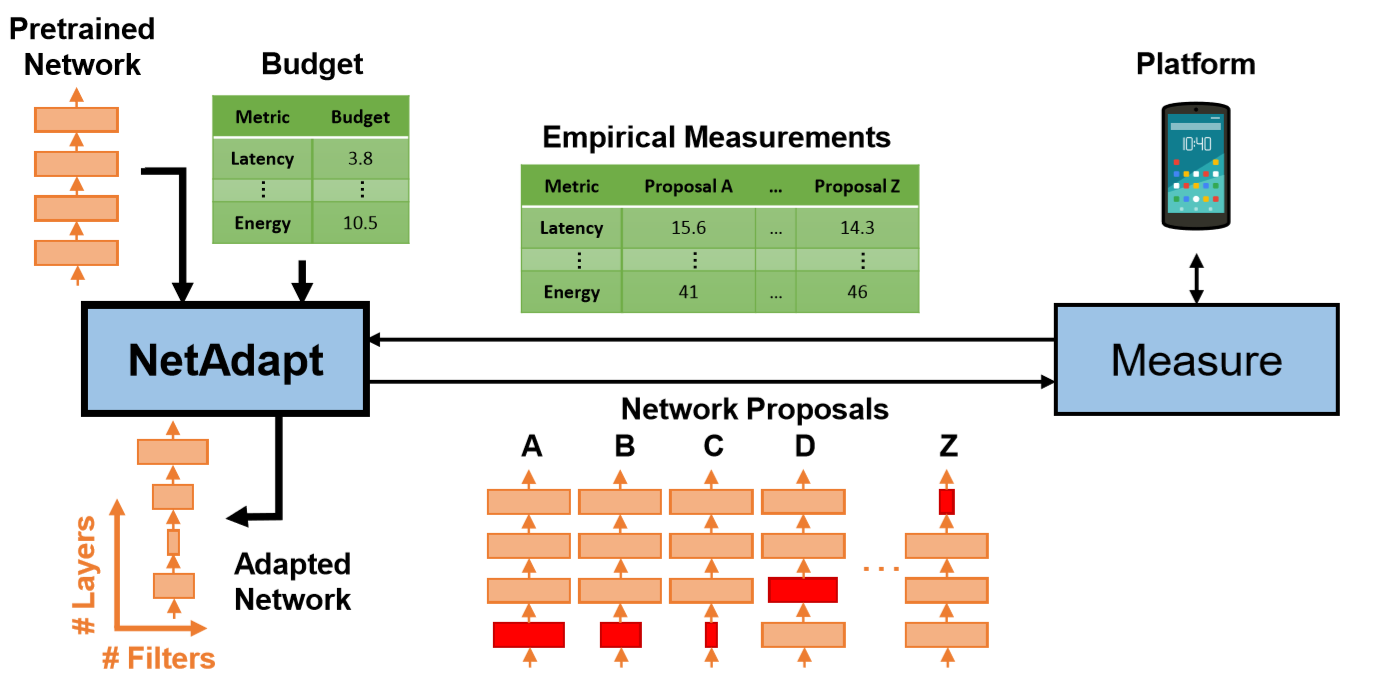 Pretrained
Network
Budget
Metric Budget
Latency 3.8
⋮ ⋮
Energy 10.5
Empirical Measurements
Metric Proposal A ... Proposal Z
Latency 15.6 ... 14.3
⋮ ⋮ ⋮
Energy 41 ... 46
Platform
10:40
NetAdapt
Measure
Network Proposals
A B C D Z
. . .
# Layers
# Filters
Adapted
Network